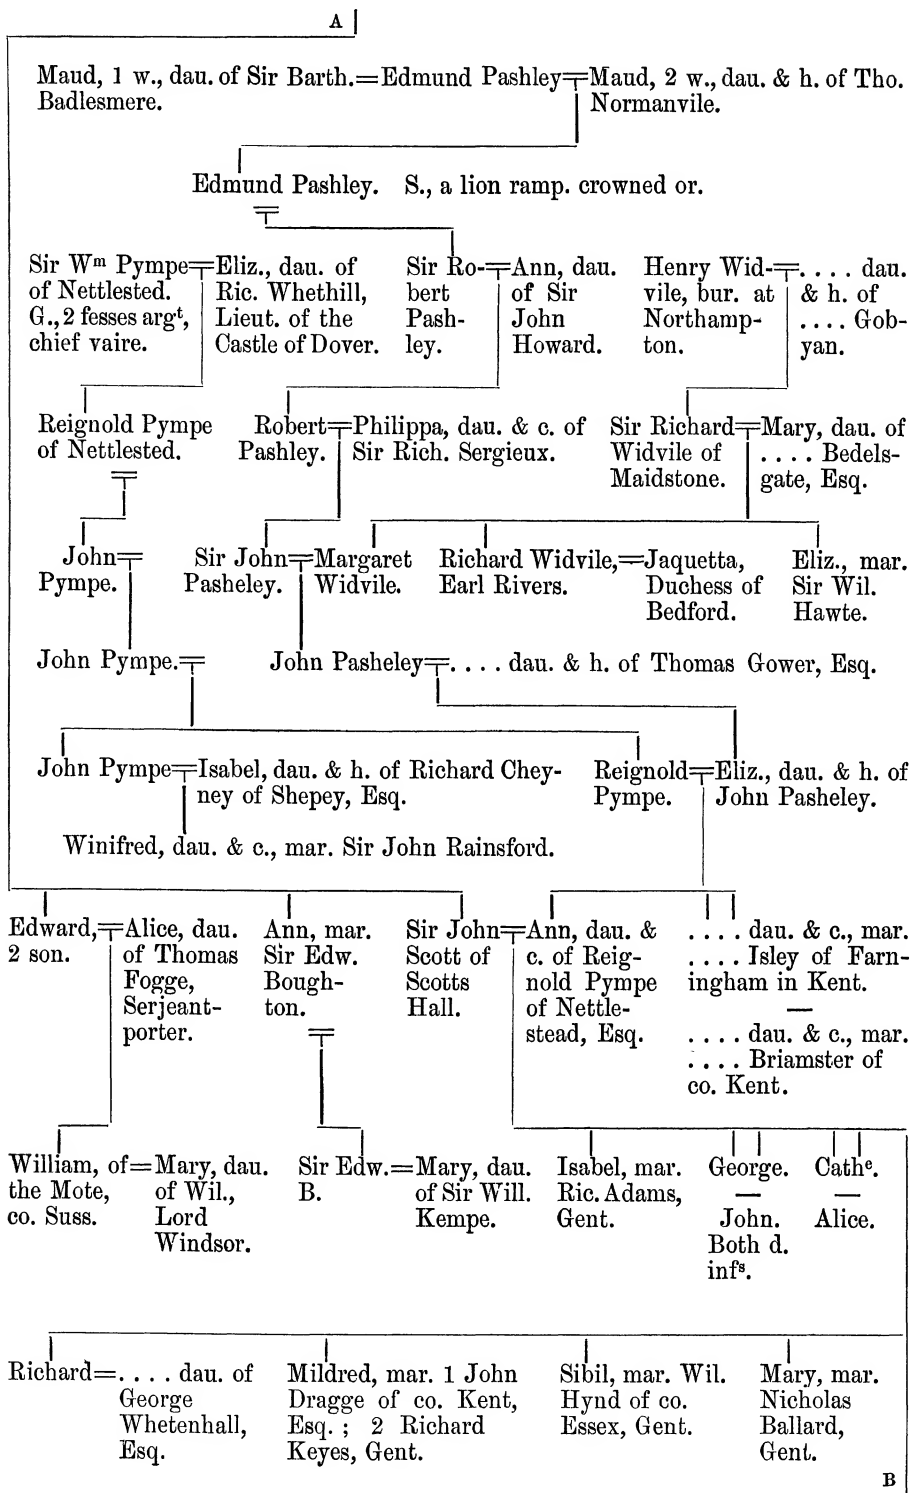 A
Maud, 1 w., dau. of Sir Barth.=Edmund Pashley=Maud, 2 w., dau. & h. of Tho.
Badlesmere. Normanvile.
Edmund Pashley. S., a lion ramp. crowned or.
Sir Wᵐ Pympe=Eliz., dau. of
of Nettlested. Ric. Whethill,
G., 2 fesses argᵗ, Lieut. of the
chief vaire. Castle of Dover.
Sir Ro-=Ann, dau.
bert of Sir
Pash- John
ley. Howard.
Henry Wid-=. . . . dau.
vile, bur. at & h. of
Northamp- . . . . Gob-
ton. yan.
Reignold Pympe
of Nettlested.
Robert=Philippa, dau. & c. of
Pashley. Sir Rich. Sergieux.
Sir Richard=Mary, dau. of
Widvile of . . . . Bedels-
Maidstone. gate, Esq.
John=
Pympe.
Sir John=Margaret
Pasheley. Widvile.
Richard Widvile,=Jaquetta,
Earl Rivers. Duchess of
Bedford.
Eliz., mar.
Sir Wil.
Hawte.
John Pympe.=
John Pasheley=. . . . dau. & h. of Thomas Gower, Esq.
John Pympe=Isabel, dau. & h. of Richard Chey-
ney of Shepey, Esq.
Reignold=Eliz., dau. & h. of
Pympe. John Pasheley.
Winifred, dau. & c., mar. Sir John Rainsford.
Edward,=Alice, dau.
2 son. of Thomas
Fogge,
Serjeant-
porter.
Ann, mar.
Sir Edw.
Bough-
ton.
Sir John=Ann, dau. &
Scott of c. of Reig-
Scotts nold Pympe
Hall. of Nettle-
stead, Esq.
. . . . dau. & c., mar.
. . . . Isley of Farn-
ingham in Kent.
—
. . . . dau. & c., mar.
. . . . Briamster of
co. Kent.
William, of=Mary, dau.
the Mote, of Wil.,
co. Suss. Lord
Windsor.
Sir Edw.=Mary, dau.
B. of Sir Will.
Kempe.
Isabel, mar.
Ric. Adams,
Gent.
George.
—
John.
Both d.
infˢ.
Cathᵉ.
—
Alice.
Richard=. . . . dau. of
George
Whetenhall,
Esq.
Mildred, mar. 1 John
Dragge of co. Kent,
Esq. ; 2 Richard
Keyes, Gent.
Sibil, mar. Wil.
Hynd of co.
Essex, Gent.
Mary, mar.
Nicholas
Ballard,
Gent.
B